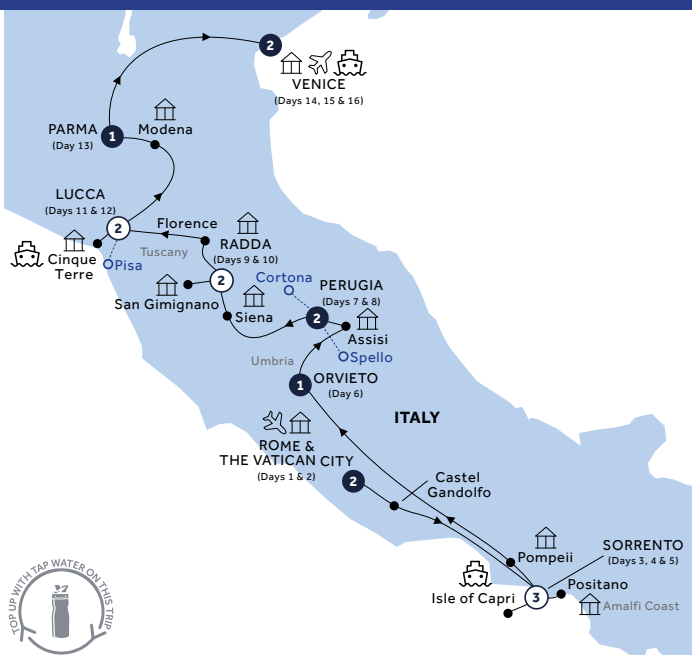 2
VENICE
(Days 14, 15 & 16)
PARMA
(Day 13)
1
Modena
LUCCA
(Days 11 & 12)
2
Florence
RADDA
(Days 9 & 10)
2
Cinque
Terre
Pisa
Tuscany
San Gimignano
Siena
Cortona
PERUGIA
(Days 7 & 8)
2
Assisi
Spello
Umbria
1
ORVIETO
(Day 6)
ITALY
ROME &
THE VATICAN CITY
(Days 1 & 2)
2
Castel
Gandolfo
Pompeii
SORRENTO
(Days 3, 4 & 5)
3
Isle of Capri
Positano
Amalfi Coast
TOP UP WITH TAP WATER ON THIS TRIP